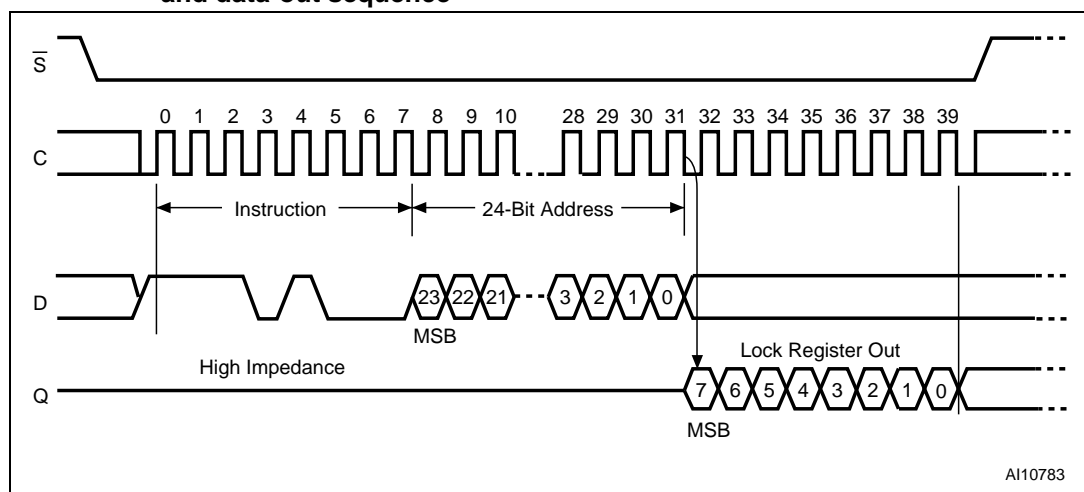 and data-out sequence
S
0 1 2 3 4 5 6 7 8 9 10 28 29 30 31 32 33 34 35 36 37 38 39
C
Instruction 24-Bit Address
D 23 22 21 3 2 1 0
MSB
High Impedance Lock Register Out
Q 7 6 5 4 3 2 1 0
MSB
AI10783